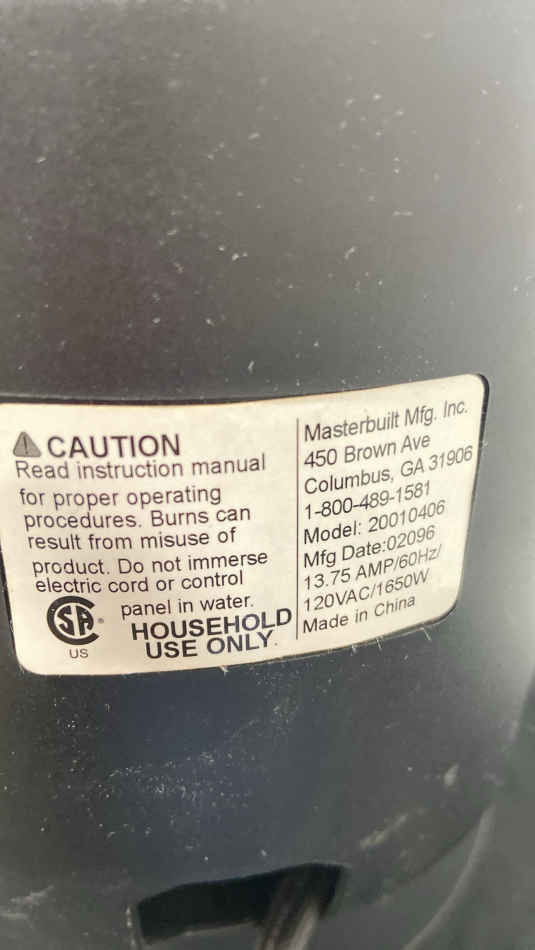 CAUTION
Read instruction manual
for proper operating
procedures. Burns can
result from misuse of
product. Do not immerse
electric cord or control
panel in water.
HOUSEHOLD
USE ONLY.
SA®
US
Masterbuilt Mfg. Inc.
450 Brown Ave
Columbus, GA 31906
1-800-489-1581
Model: 20010406
Mfg Date:02096
13.75 AMP/60Hz/
120VAC/1650W
Made in China